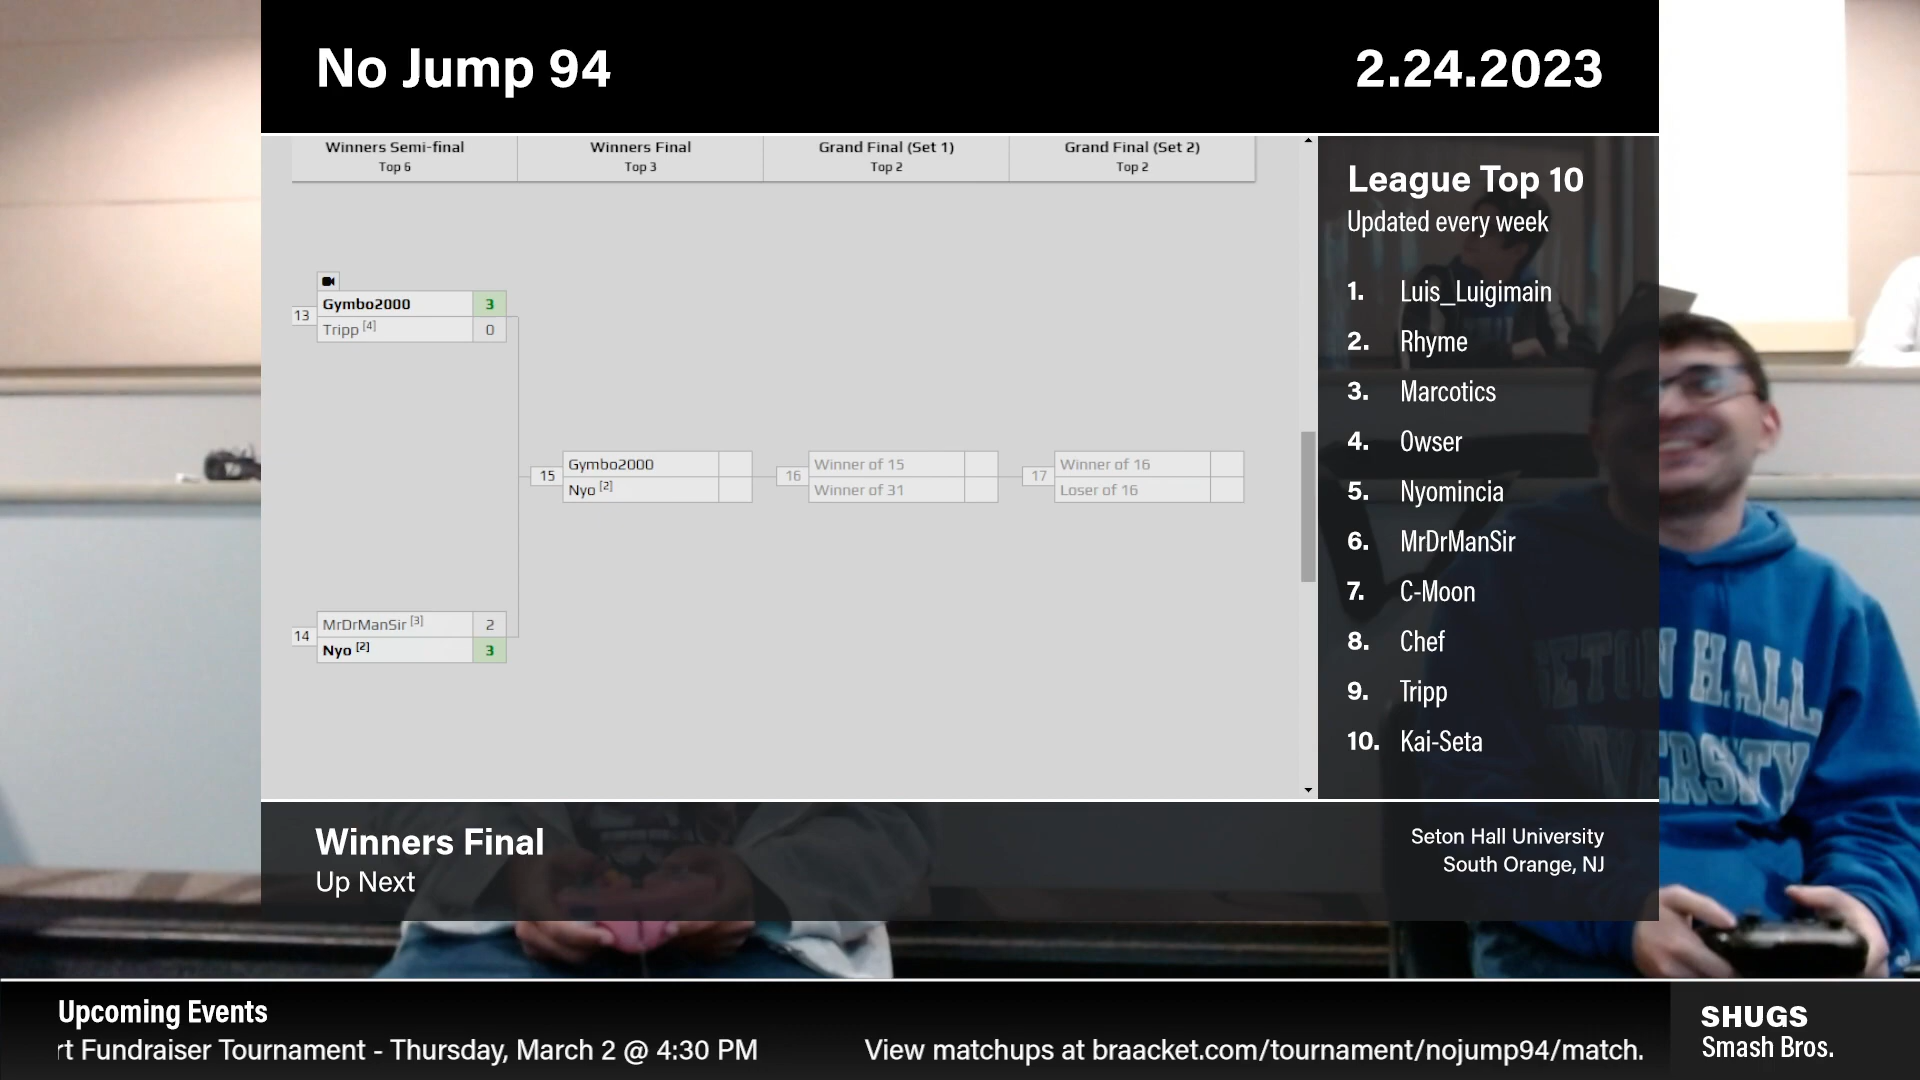 No Jump 94
2.24.2023
Winners Semi-final
Top 6
Winners Final
Top 3
Grand Final (Set 1)
Top 2
Grand Final (Set 2)
Top 2
13
Gymbo2000 3
Tripp [4] 0
15
Gymbo2000
Nyo [2]
16
Winner of 15
Winner of 31
17
Winner of 16
Loser of 16
14
MrDrManSir [3] 2
Nyo [2] 3
League Top 10
Updated every week
1. Luis_Luigimain
2. Rhyme
3. Marcotics
4. Owser
5. Nyomincia
6. MrDrManSir
7. C-Moon
8. Chef
9. Tripp
10. Kai-Seta
SETON HALL
UNIVERSITY
Winners Final
Up Next
Seton Hall University
South Orange, NJ
Upcoming Events
rt Fundraiser Tournament - Thursday, March 2 @ 4:30 PM
View matchups at braacket.com/tournament/nojump94/match.
SHUGS
Smash Bros.